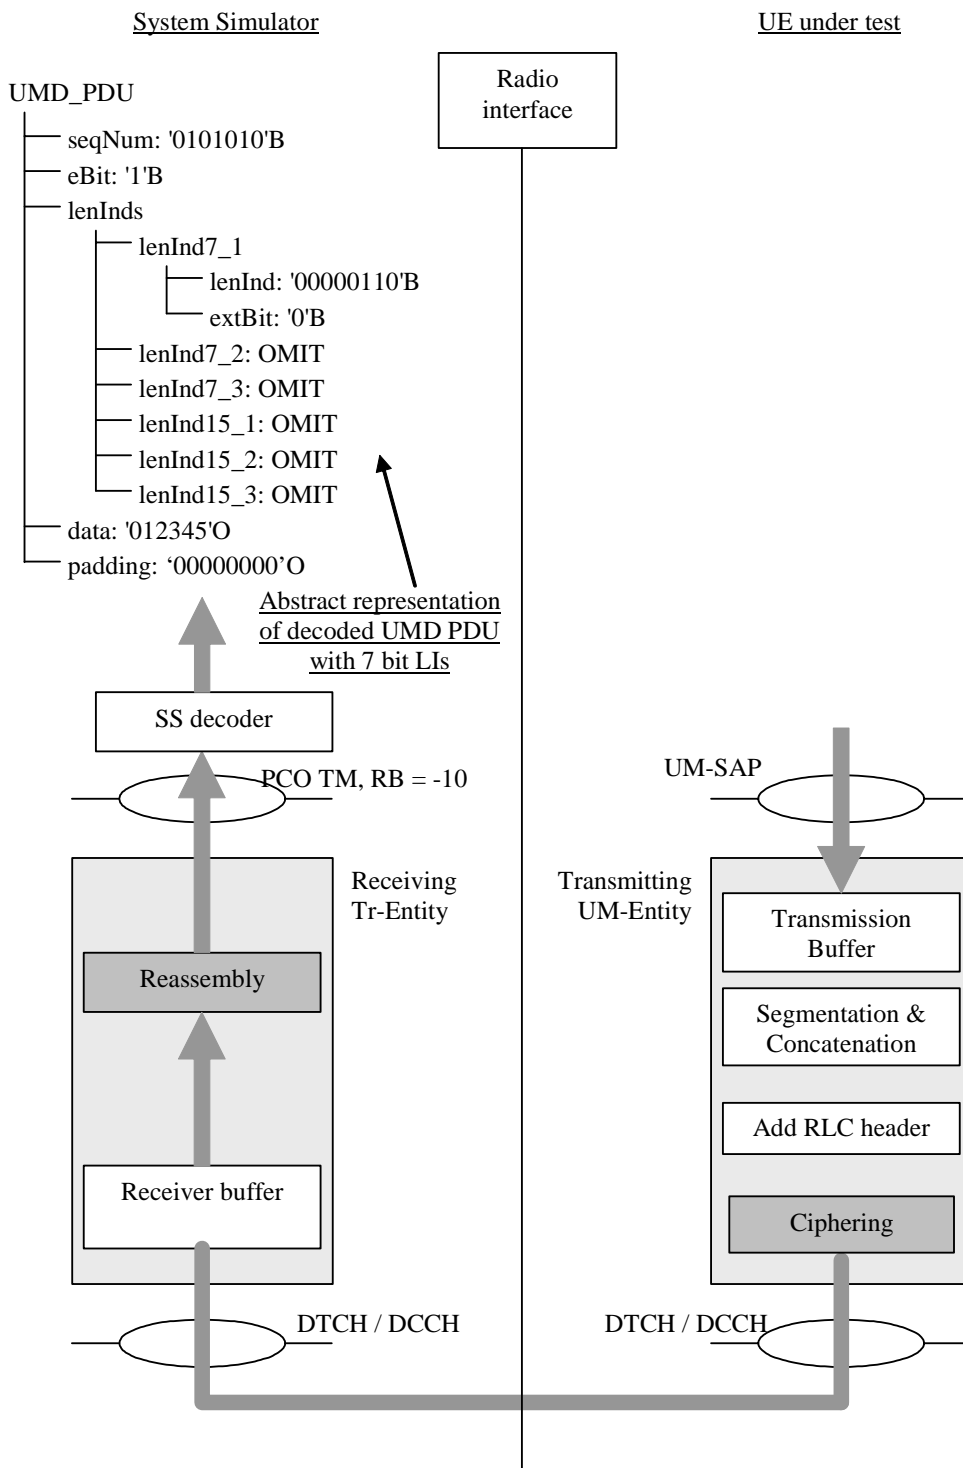 System Simulator
UE under test
Radio
interface
UMD_PDU
seqNum: '0101010'B
eBit: '1'B
lenInds
lenInd7_1
lenInd: '00000110'B
extBit: '0'B
lenInd7_2: OMIT
lenInd7_3: OMIT
lenInd15_1: OMIT
lenInd15_2: OMIT
lenInd15_3: OMIT
data: '012345'O
padding: ‘00000000’O
Abstract representation
of decoded UMD PDU
with 7 bit LIs
SS decoder
PCO TM, RB = -10
UM-SAP
Receiving
Tr-Entity
Transmitting
UM-Entity
Transmission
Buffer
Reassembly
Segmentation &
Concatenation
Add RLC header
Receiver buffer
Ciphering
DTCH / DCCH
DTCH / DCCH